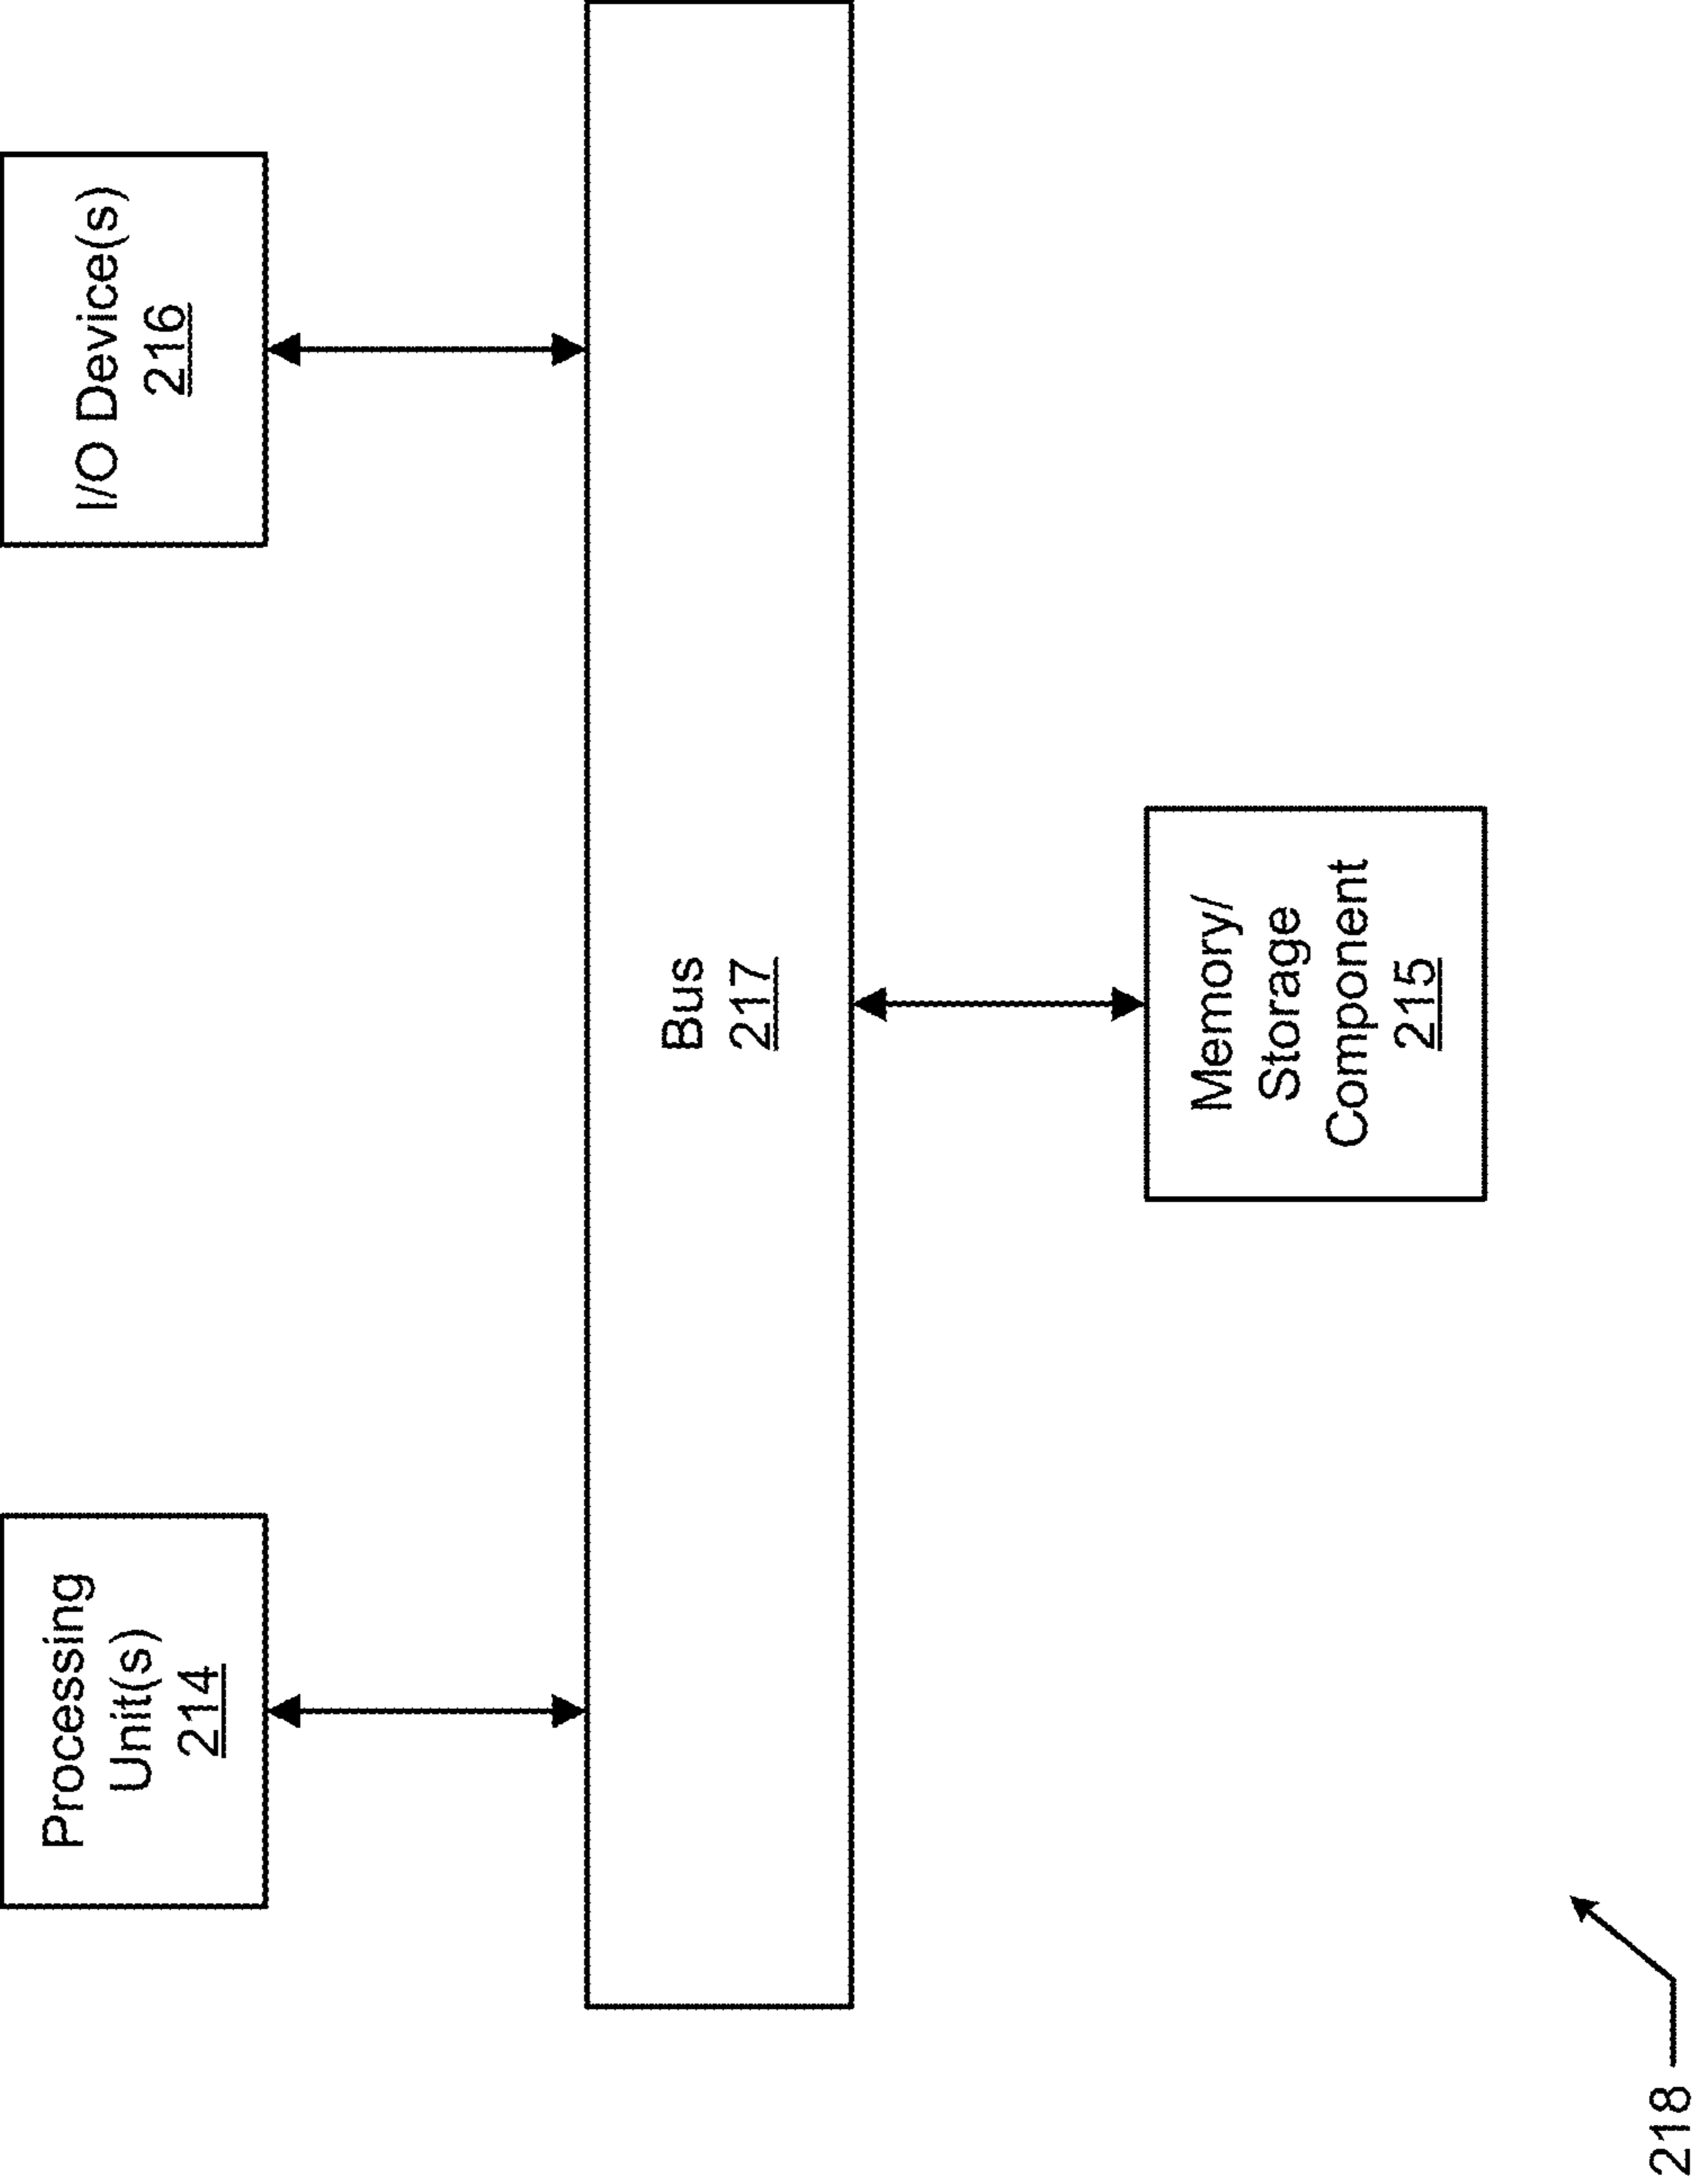 Processing
Unit(s)
214
I/O Device(s)
216
Bus
217
Memory/
Storage
Component
215
218